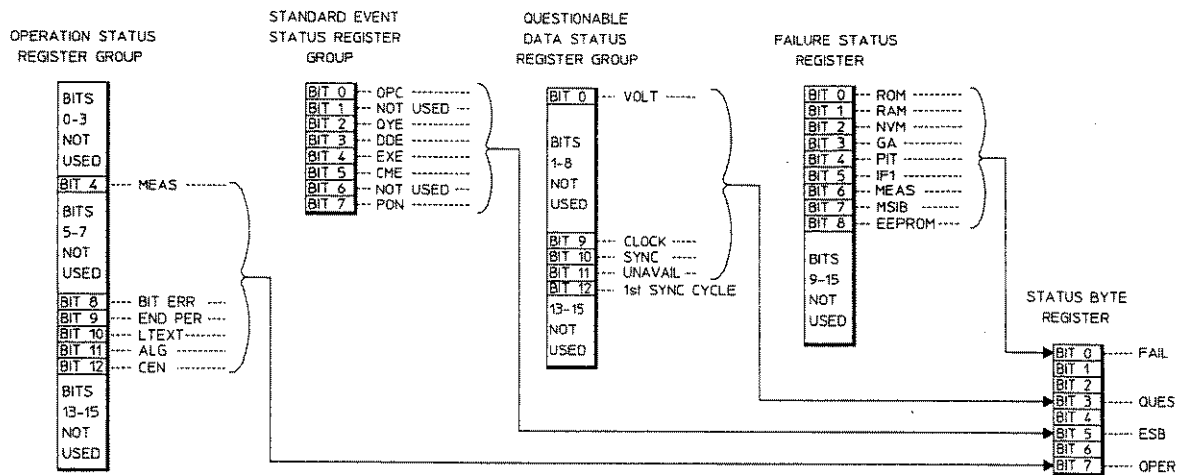 OPERATION STATUS
REGISTER GROUP
BITS
0-3
NOT
USED
BIT 4 MEAS
BITS
5-7
NOT
USED
BIT 8 BIT ERR
BIT 9 END PER
BIT 10 LTEXT
BIT 11 ALG
BIT 12 CEN
BITS
13-15
NOT
USED
STANDARD EVENT
STATUS REGISTER
GROUP
BIT 0 OPC
BIT 1 NOT USED
BIT 2 QYE
BIT 3 DDE
BIT 4 EXE
BIT 5 CME
BIT 6 NOT USED
BIT 7 PON
QUESTIONABLE
DATA STATUS
REGISTER GROUP
BIT 0 VOLT
BITS
1-8
NOT
USED
BIT 9 CLOCK
BIT 10 SYNC
BIT 11 UNAVAIL
BIT 12 1st SYNC CYCLE
13-15
NOT
USED
FAILURE STATUS
REGISTER
BIT 0 ROM
BIT 1 RAM
BIT 2 NVM
BIT 3 GA
BIT 4 PIT
BIT 5 IF1
BIT 6 MEAS
BIT 7 MSIB
BIT 8 EEPROM
BITS
9-15
NOT
USED
STATUS BYTE
REGISTER
BIT 0 FAIL
BIT 1
BIT 2
BIT 3 QUES
BIT 4
BIT 5 ESB
BIT 6
BIT 7 OPER